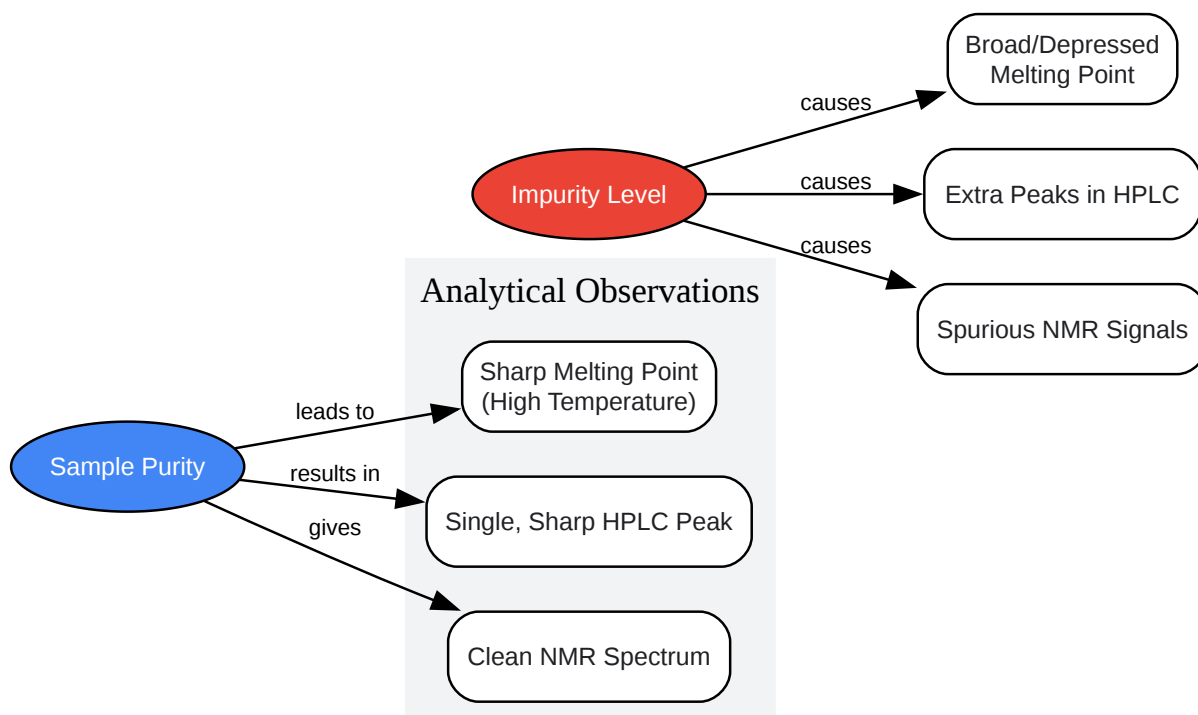 Broad/Depressed
Melting Point
causes
Impurity Level
causes
Extra Peaks in HPLC
causes
Spurious NMR Signals
Analytical Observations
Sharp Melting Point
(High Temperature)
leads to
Sample Purity
results in
Single, Sharp HPLC Peak
gives
Clean NMR Spectrum